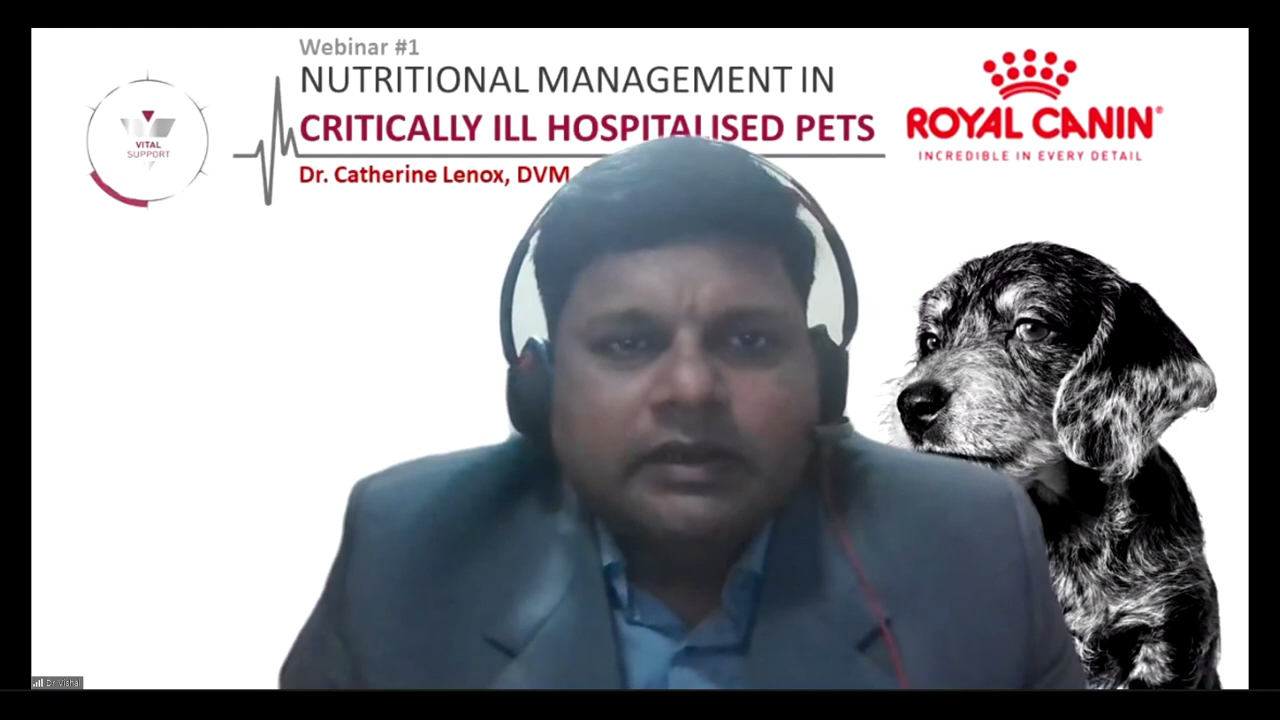 Webinar #1
NUTRITIONAL MANAGEMENT IN
CRITICALLY ILL HOSPITALISED PETS
Dr. Catherine Lenox, DVM
VITAL
SUPPORT
ROYAL CANIN®
INCREDIBLE IN EVERY DETAIL
Dr Vishal